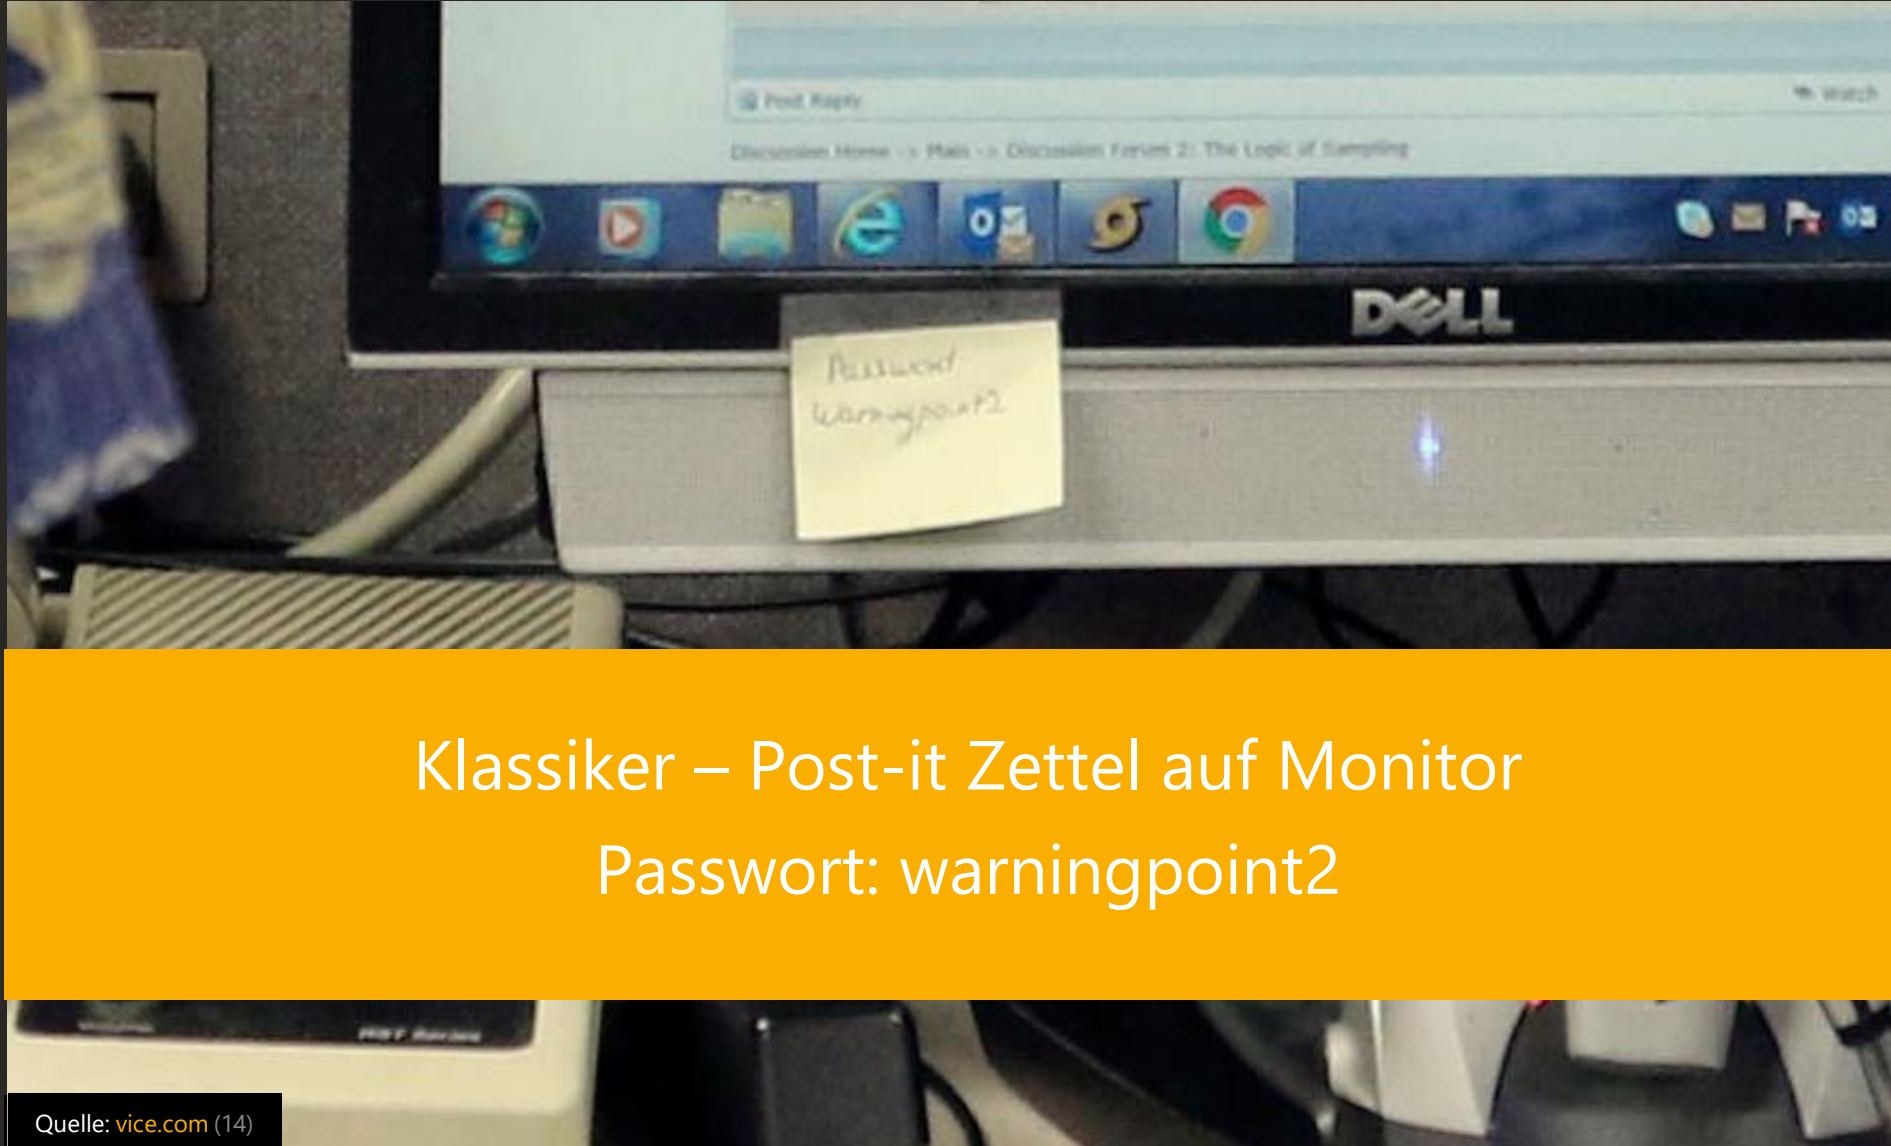 Post Reply
Watch
Discussion Home -> Main -> Discussion Forum 2: The Logic of Sampling
DELL
Password
Warningpoint2
Klassiker – Post-it Zettel auf Monitor
Passwort: warningpoint2
Quelle: vice.com (14)